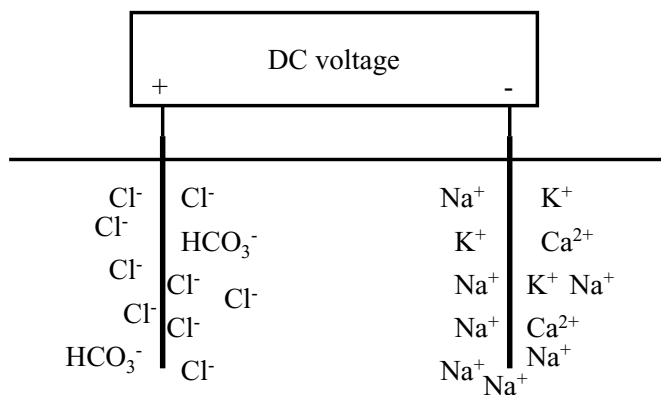 DC voltage
+ -
Cl⁻ Cl⁻ Na⁺ K⁺
Cl⁻
HCO₃⁻ K⁺ Ca²⁺
Cl⁻ Cl⁻ Cl⁻ Na⁺ K⁺ Na⁺
Cl⁻ Cl⁻ Na⁺ Ca²⁺
HCO₃⁻ Cl⁻ Na⁺ Na⁺ Na⁺